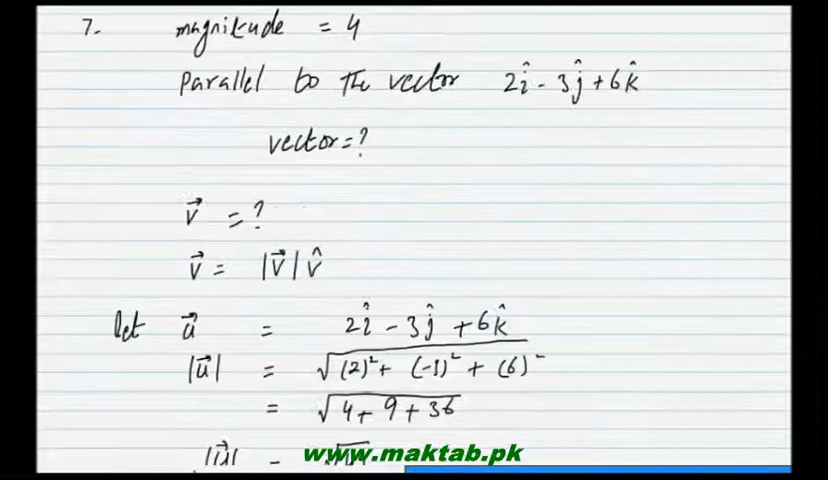 7. magnitude = 4
Parallel to the vector 2î - 3ĵ + 6k̂
vector = ?
v⃗ = ?
v⃗ = |v⃗| v̂
let u⃗ = 2î - 3ĵ + 6k̂
|u⃗| = √(2)² + (-3)² + (6)²
= √4 + 9 + 36
|u⃗| =
www.maktab.pk